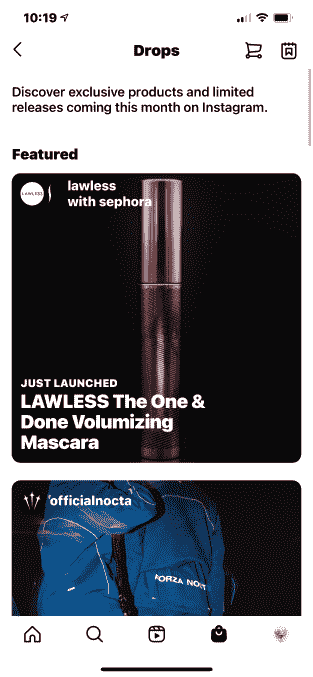 10:19
Drops
Discover exclusive products and limited
releases coming this month on Instagram.
Featured
LAWLESS
lawless
with sephora
JUST LAUNCHED
LAWLESS The One &
Done Volumizing
Mascara
officialnocta